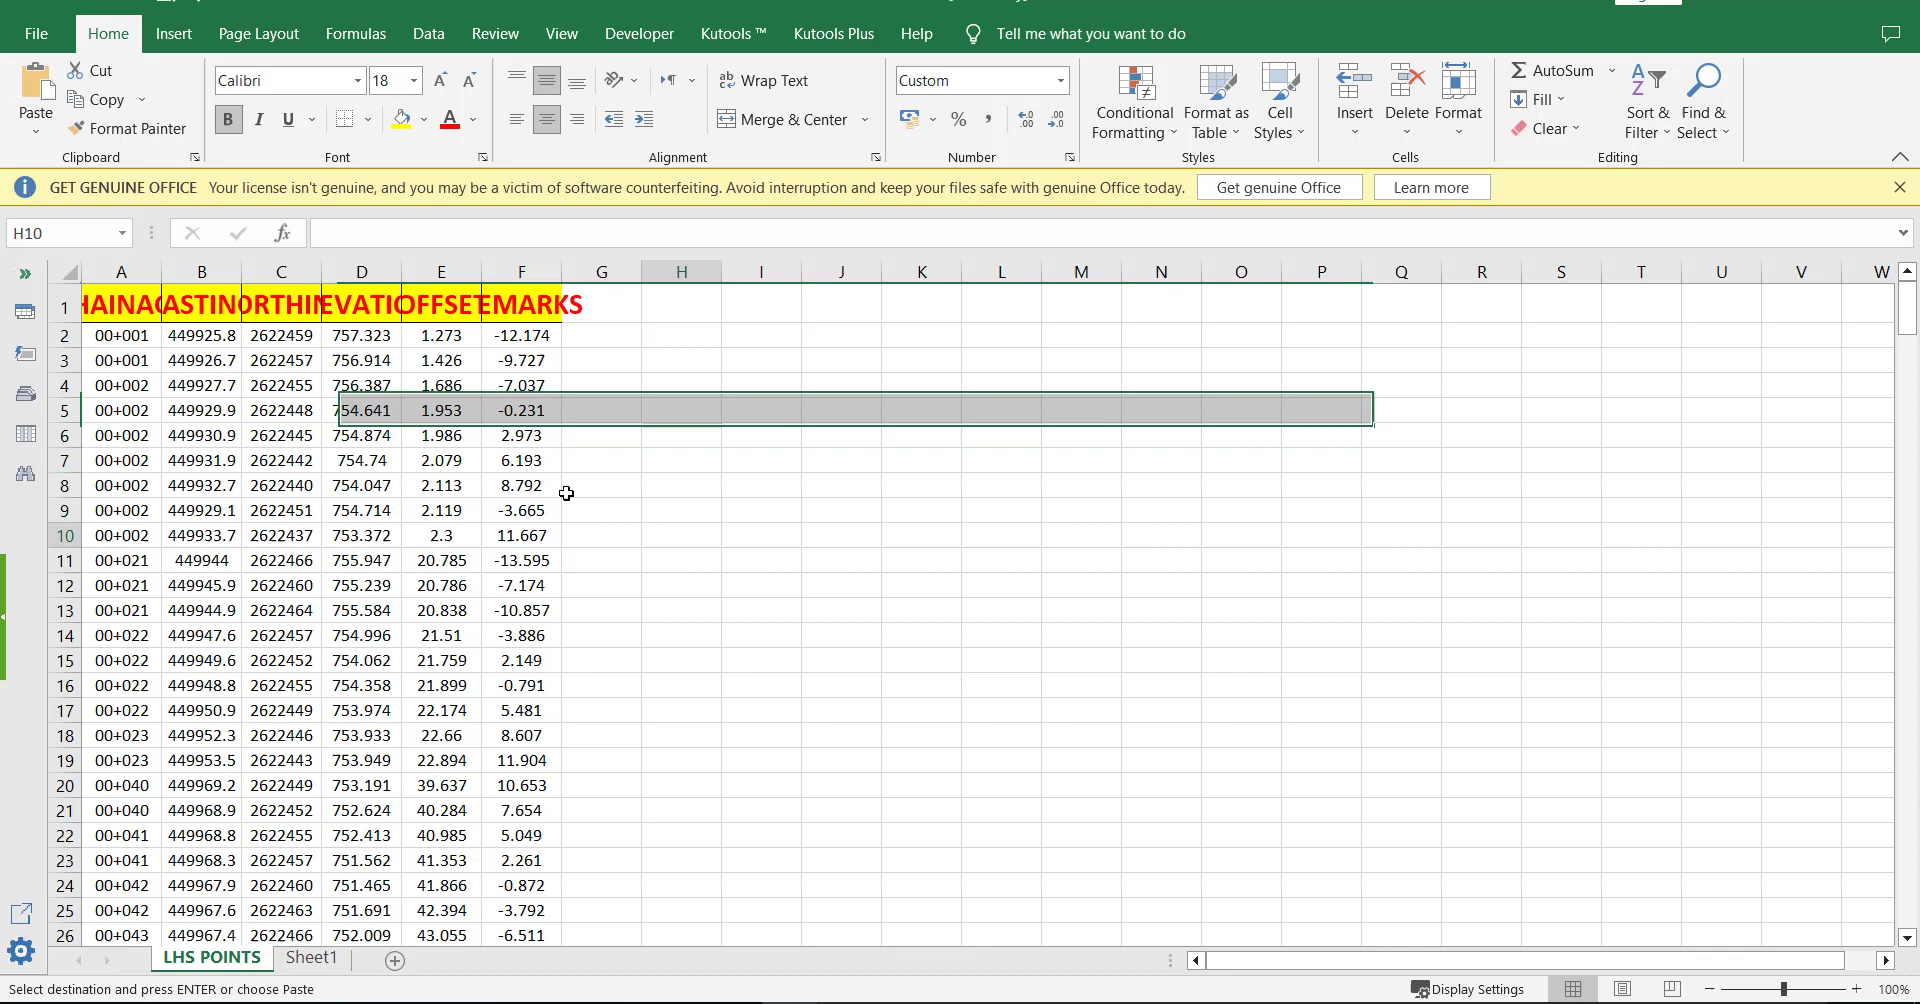 File Home Insert Page Layout Formulas Data Review View Developer Kutools ™ Kutools Plus Help Tell me what you want to do
Paste
Cut
Copy
Format Painter
Clipboard
Calibri 18
B I U A
Font
ab Wrap Text
Merge & Center
Alignment
Custom
% ,
Number
Conditional Formatting
Format as Table
Cell Styles
Styles
Insert Delete Format
Cells
AutoSum
Fill
Clear
Sort & Filter
Find & Select
Editing
GET GENUINE OFFICE Your license isn't genuine, and you may be a victim of software counterfeiting. Avoid interruption and keep your files safe with genuine Office today. Get genuine Office Learn more
H10 fx
A B C D E F G H I J K L M N O P Q R S T U V W
1 HAINAG ASTIN ORTHIN EVATIO OFFSET EMARKS
2 00+001 449925.8 2622459 757.323 1.273 -12.174
3 00+001 449926.7 2622457 756.914 1.426 -9.727
4 00+002 449927.7 2622455 756.387 1.686 -7.037
5 00+002 449929.9 2622448 754.641 1.953 -0.231
6 00+002 449930.9 2622445 754.874 1.986 2.973
7 00+002 449931.9 2622442 754.74 2.079 6.193
8 00+002 449932.7 2622440 754.047 2.113 8.792
9 00+002 449929.1 2622451 754.714 2.119 -3.665
10 00+002 449933.7 2622437 753.372 2.3 11.667
11 00+021 449944 2622466 755.947 20.785 -13.595
12 00+021 449945.9 2622460 755.239 20.786 -7.174
13 00+021 449944.9 2622464 755.584 20.838 -10.857
14 00+022 449947.6 2622457 754.996 21.51 -3.886
15 00+022 449949.6 2622452 754.062 21.759 2.149
16 00+022 449948.8 2622455 754.358 21.899 -0.791
17 00+022 449950.9 2622449 753.974 22.174 5.481
18 00+023 449952.3 2622446 753.933 22.66 8.607
19 00+023 449953.5 2622443 753.949 22.894 11.904
20 00+040 449969.2 2622449 753.191 39.637 10.653
21 00+040 449968.9 2622452 752.624 40.284 7.654
22 00+041 449968.8 2622455 752.413 40.985 5.049
23 00+041 449968.3 2622457 751.562 41.353 2.261
24 00+042 449967.9 2622460 751.465 41.866 -0.872
25 00+042 449967.6 2622463 751.691 42.394 -3.792
26 00+043 449967.4 2622466 752.009 43.055 -6.511
LHS POINTS Sheet1
Select destination and press ENTER or choose Paste Display Settings 100%